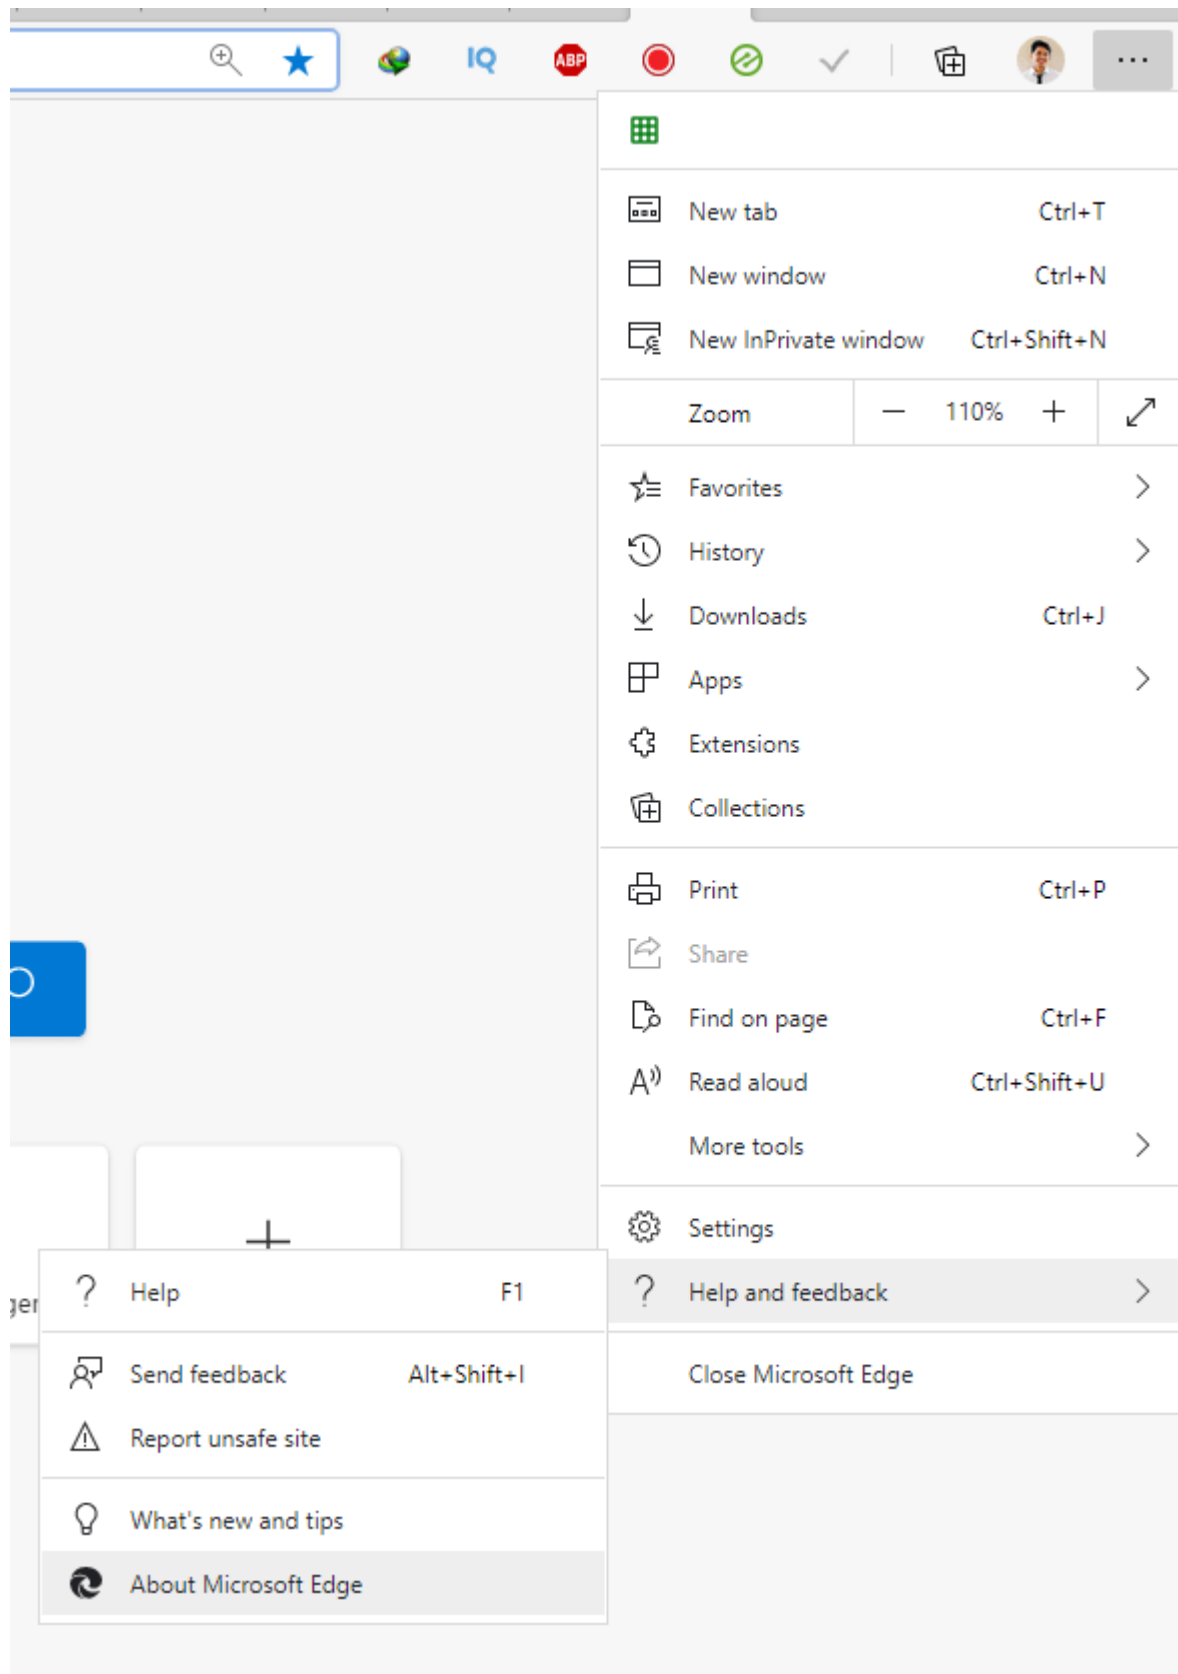 IQ
ABP
New tab Ctrl+T
New window Ctrl+N
New InPrivate window Ctrl+Shift+N
Zoom 110%
Favorites
History
Downloads Ctrl+J
Apps
Extensions
Collections
Print Ctrl+P
Share
Find on page Ctrl+F
Read aloud Ctrl+Shift+U
More tools
Settings
Help and feedback
Close Microsoft Edge
ger
Help F1
Send feedback Alt+Shift+I
Report unsafe site
What's new and tips
About Microsoft Edge